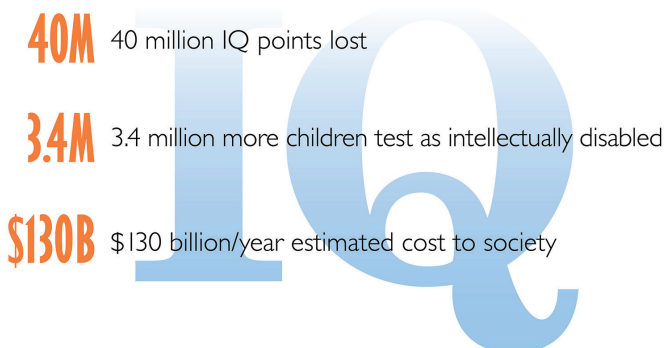 IQ
40M 40 million IQ points lost
3.4M 3.4 million more children test as intellectually disabled
$130B $130 billion/year estimated cost to society